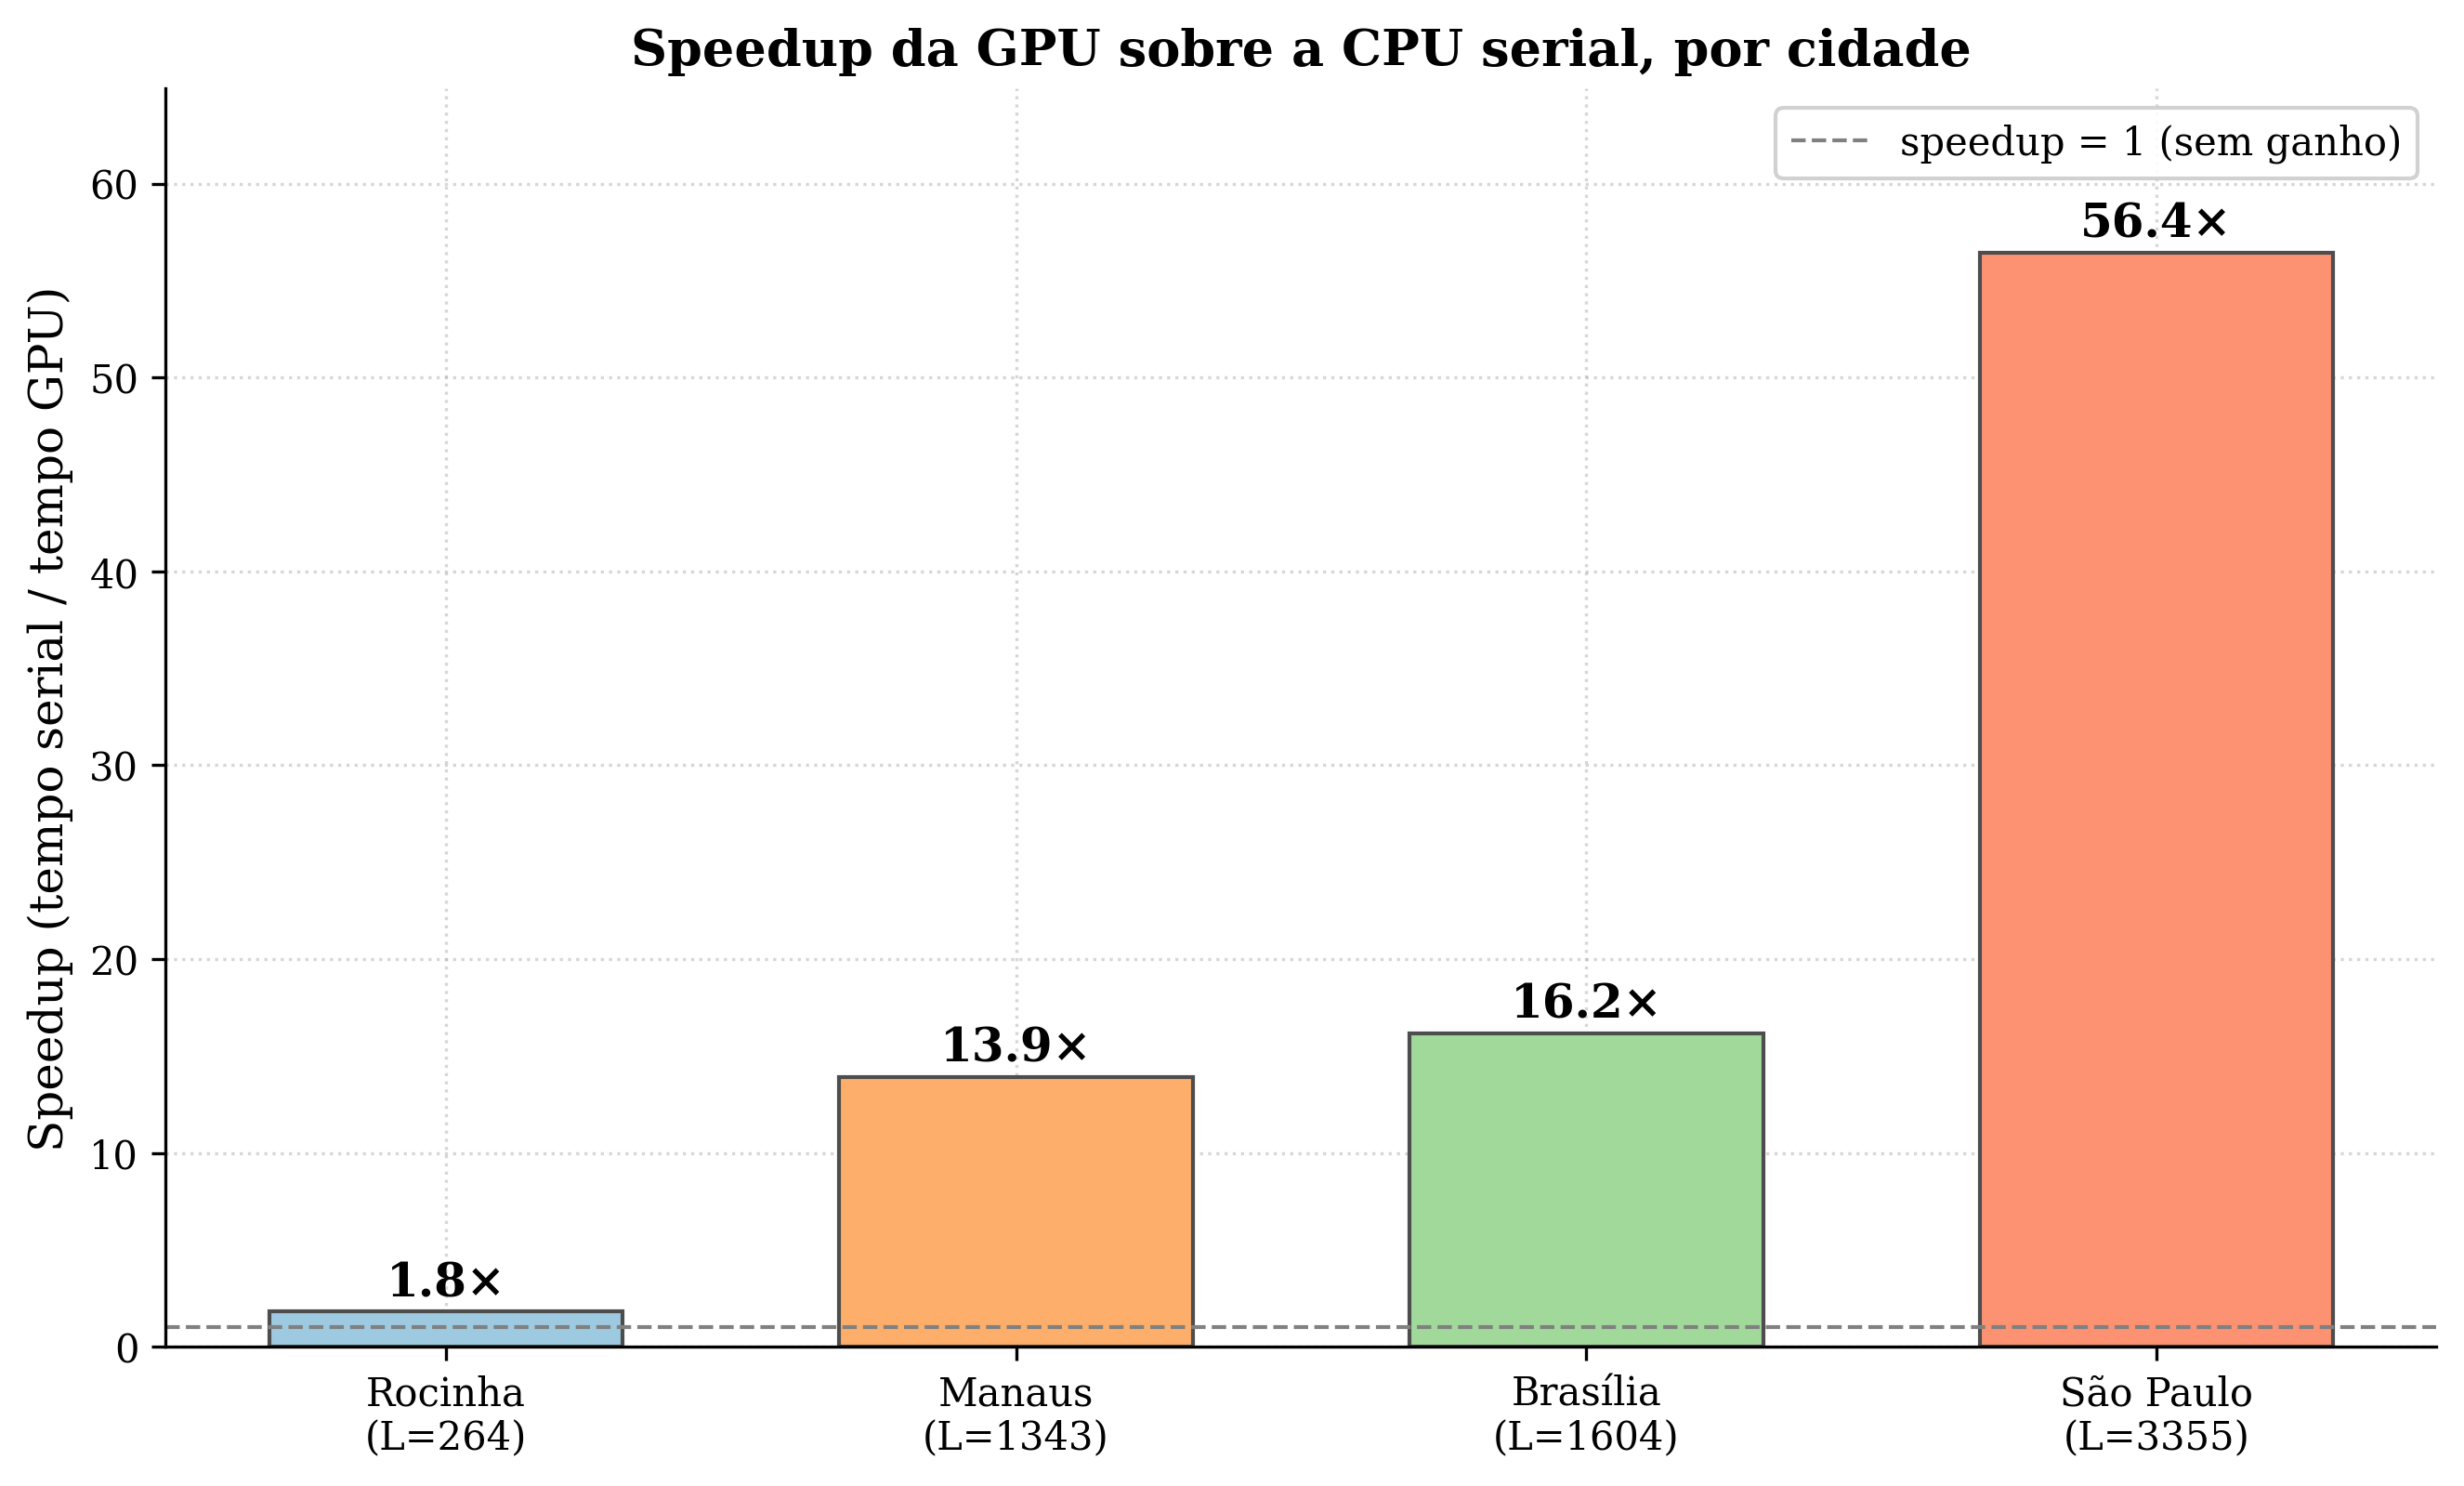 Speedup da GPU sobre a CPU serial, por cidade
speedup = 1 (sem ganho)
Speedup (tempo serial / tempo GPU)
60
50
40
30
20
10
0
1.8×
13.9×
16.2×
56.4×
Rocinha
(L=264)
Manaus
(L=1343)
Brasília
(L=1604)
São Paulo
(L=3355)